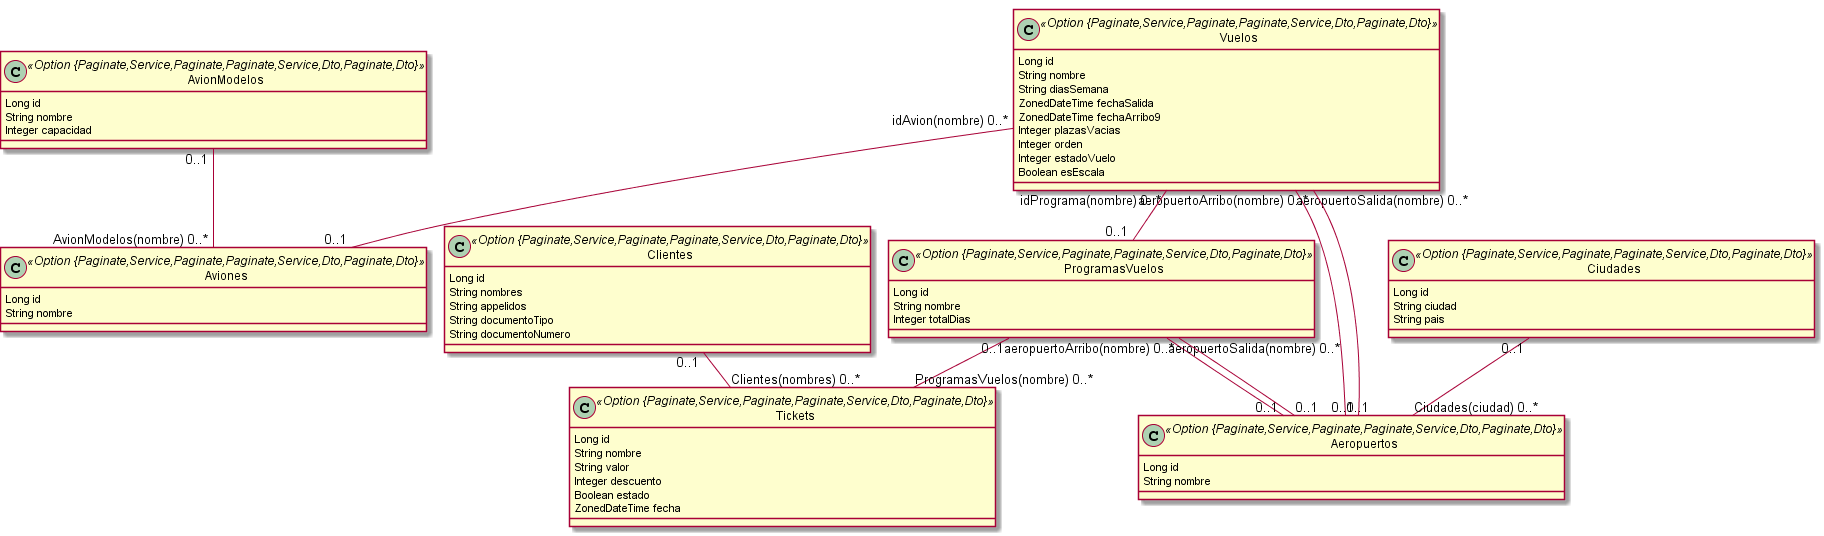 C «Option {Paginate,Service,Paginate,Paginate,Service,Dto,Paginate,Dto}»
Vuelos
Long id
String nombre
String diasSemana
ZonedDateTime fechaSalida
ZonedDateTime fechaArribo9
Integer plazasVacias
Integer orden
Integer estadoVuelo
Boolean esEscala
C «Option {Paginate,Service,Paginate,Paginate,Service,Dto,Paginate,Dto}»
AvionModelos
Long id
String nombre
Integer capacidad
idAvion(nombre) 0..*
0..1
idPrograma(nombre) 0..*
aeropuertoArribo(nombre) 0..*
aeropuertoSalida(nombre) 0..*
AvionModelos(nombre) 0..*
0..1
0..1
C «Option {Paginate,Service,Paginate,Paginate,Service,Dto,Paginate,Dto}»
Aviones
Long id
String nombre
C «Option {Paginate,Service,Paginate,Paginate,Service,Dto,Paginate,Dto}»
Clientes
Long id
String nombres
String appelidos
String documentoTipo
String documentoNumero
C «Option {Paginate,Service,Paginate,Paginate,Service,Dto,Paginate,Dto}»
ProgramasVuelos
Long id
String nombre
Integer totalDias
C «Option {Paginate,Service,Paginate,Paginate,Service,Dto,Paginate,Dto}»
Ciudades
Long id
String ciudad
String pais
0..1
0..1
aeropuertoArribo(nombre) 0..*
aeropuertoSalida(nombre) 0..*
0..1
Clientes(nombres) 0..*
ProgramasVuelos(nombre) 0..*
0..1
0..1
0..1
0..1
Ciudades(ciudad) 0..*
C «Option {Paginate,Service,Paginate,Paginate,Service,Dto,Paginate,Dto}»
Tickets
Long id
String nombre
String valor
Integer descuento
Boolean estado
ZonedDateTime fecha
C «Option {Paginate,Service,Paginate,Paginate,Service,Dto,Paginate,Dto}»
Aeropuertos
Long id
String nombre